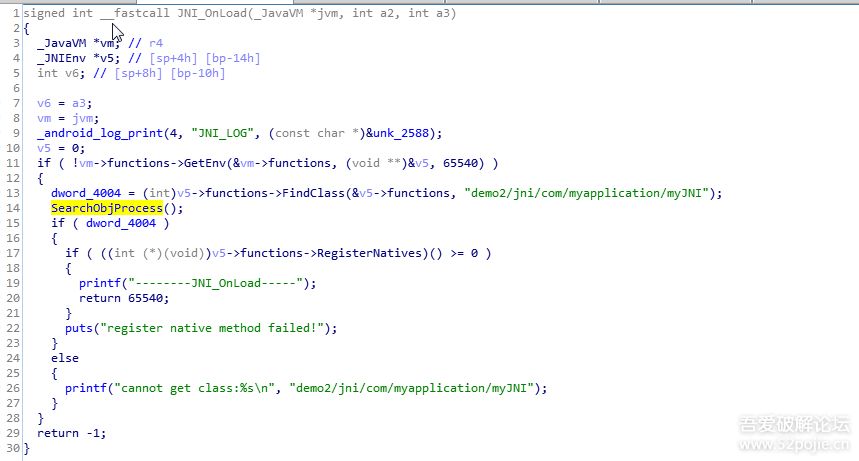 1 signed int __fastcall JNI_OnLoad(_JavaVM *jvm, int a2, int a3)
2 {
3 _JavaVM *vm; // r4
4 _JNIEnv *v5; // [sp+4h] [bp-14h]
5 int v6; // [sp+8h] [bp-10h]
6
7 v6 = a3;
8 vm = jvm;
9 _android_log_print(4, "JNI_LOG", (const char *)&unk_2588);
10 v5 = 0;
11 if ( !vm->functions->GetEnv(&vm->functions, (void **)&v5, 65540) )
12 {
13 dword_4004 = (int)v5->functions->FindClass(&v5->functions, "demo2/jni/com/myapplication/myJNI");
14 SearchObjProcess();
15 if ( dword_4004 )
16 {
17 if ( ((int (*)(void))v5->functions->RegisterNatives)() >= 0 )
18 {
19 printf("--------JNI_OnLoad-----");
20 return 65540;
21 }
22 puts("register native method failed!");
23 }
24 else
25 {
26 printf("cannot get class:%s\n", "demo2/jni/com/myapplication/myJNI");
27 }
28 }
29 return -1;
30 }
吾爱破解论坛
www.52pojie.cn